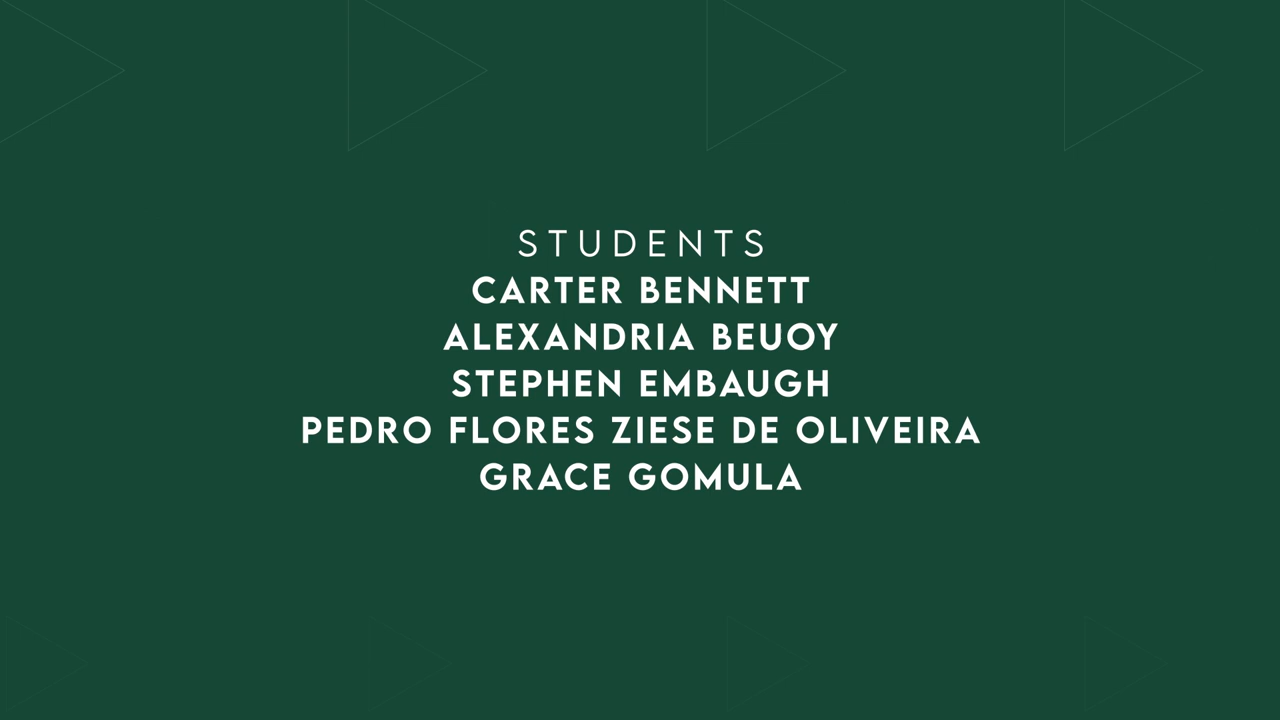 STUDENTS
CARTER BENNETT
ALEXANDRIA BEUOY
STEPHEN EMBAUGH
PEDRO FLORES ZIESE DE OLIVEIRA
GRACE GOMULA